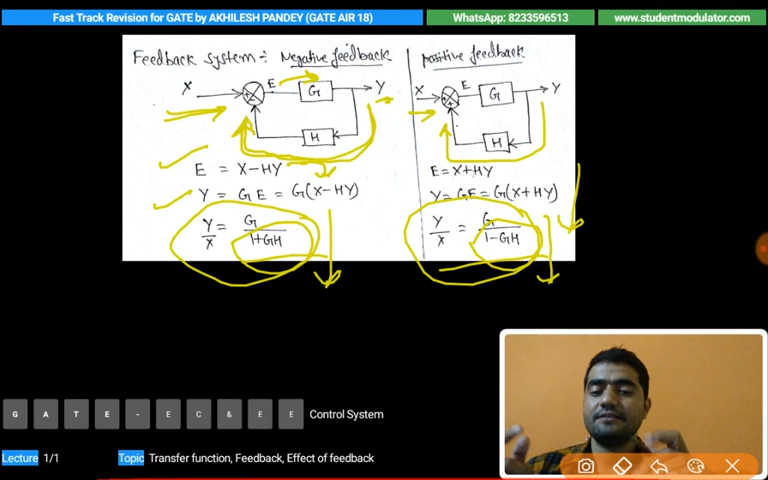 Fast Track Revision for GATE by AKHILESH PANDEY (GATE AIR 18)
WhatsApp: 8233596513
www.studentmodulator.com
Feedback system :- Negative feedback
positive feedback
X E G Y
H
X E G Y
H
E = X-HY
Y = GE = G(X-HY)
Y/X = G/1+GH
E = X+HY
Y = GE = G(X+HY)
Y/X = G/1-GH
G A T E - E C & E E Control System
Lecture 1/1 Topic Transfer function, Feedback, Effect of feedback